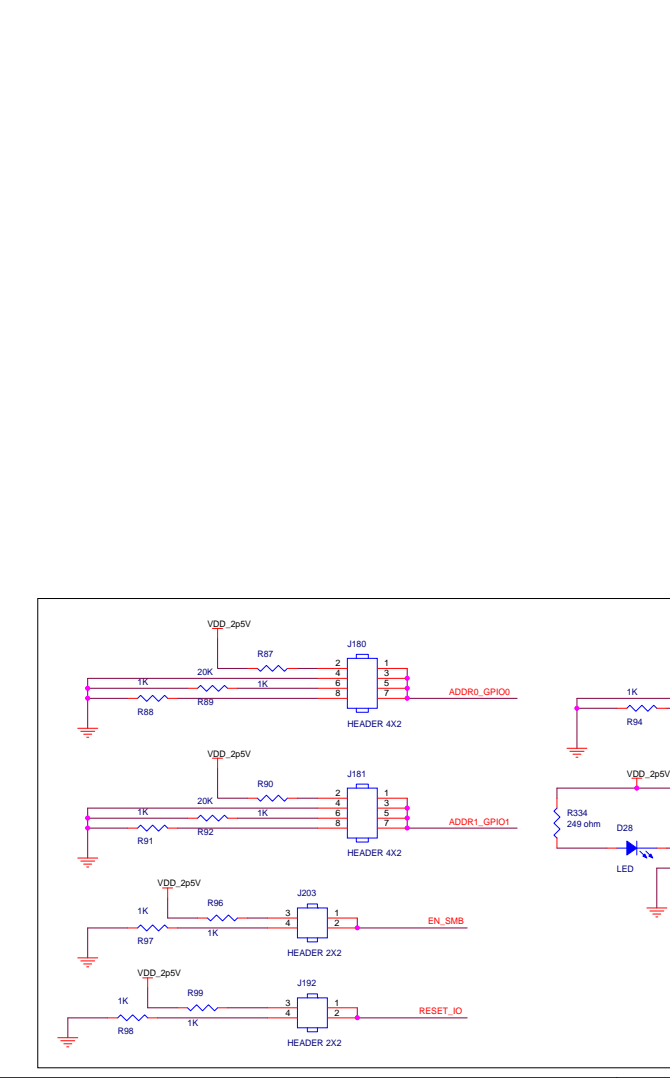 VDD_2p5V
J180
R87
2 1
20K 4 3
1K 1K 6 5
8 7
R88 R89 ADDR0_GPIO0
HEADER 4X2
1K
R94
VDD_2p5V
J181
R90
2 1
20K 4 3
1K 1K 6 5
8 7
R91 R92 ADDR1_GPIO1
HEADER 4X2
VDD_2p5V
R334
249 ohm
D28
LED
VDD_2p5V
J203
R96
1K 3 1
4 2 EN_SMB
R97 1K
HEADER 2X2
VDD_2p5V
J192
R99
1K 3 1
4 2 RESET_IO
R98 1K
HEADER 2X2